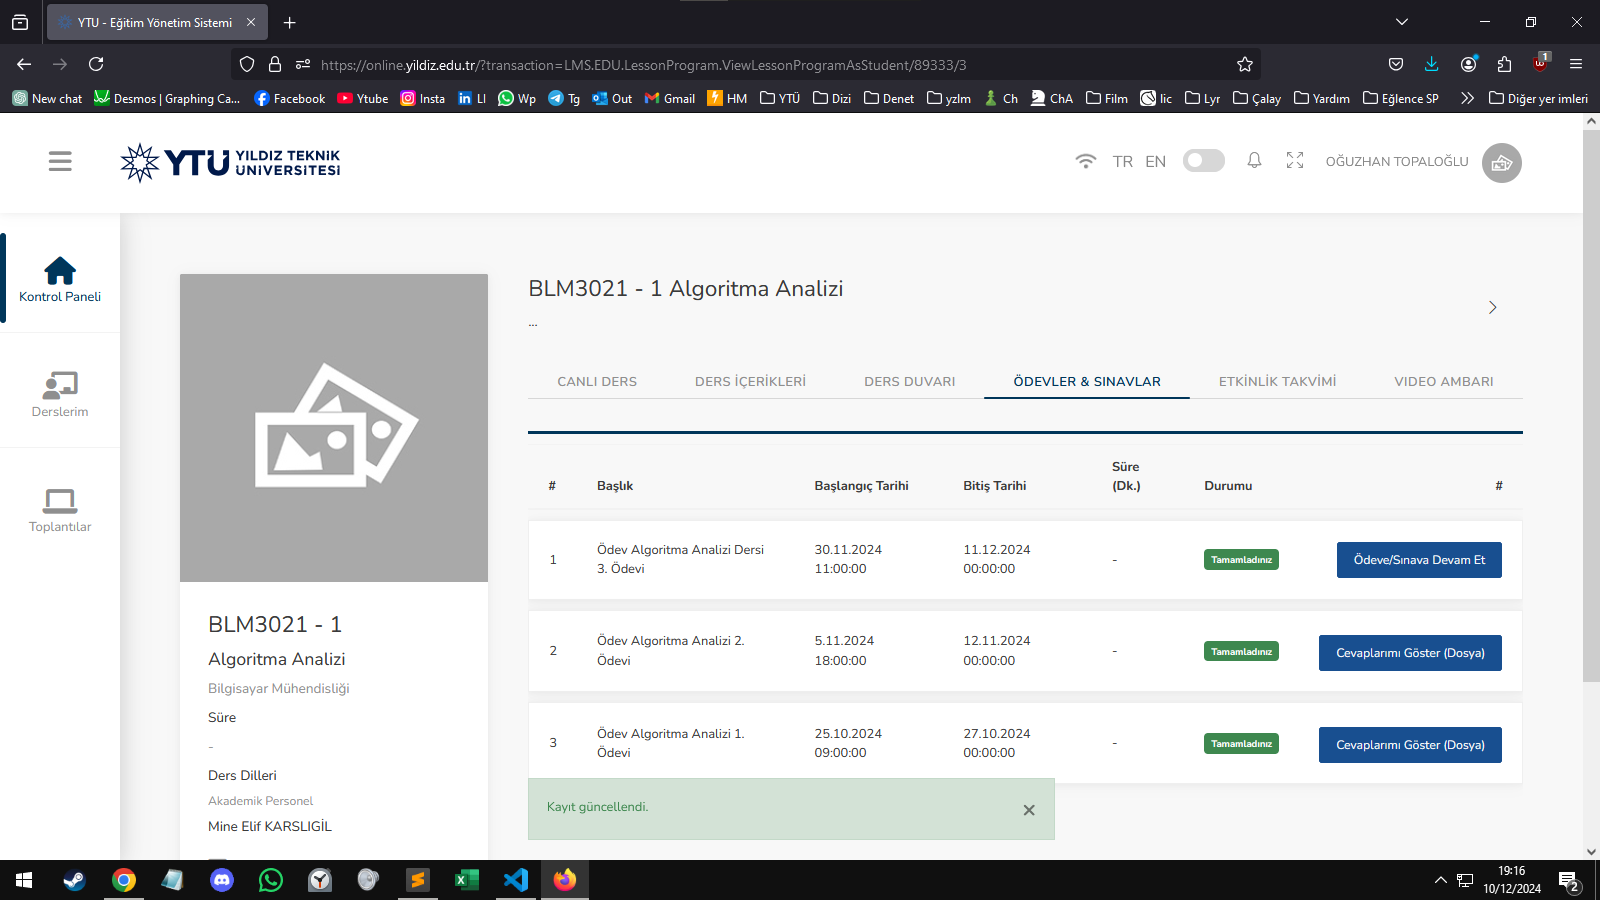 YTU - Eğitim Yönetim Sistemi
https://online.yildiz.edu.tr/?transaction=LMS.EDU.LessonProgram.ViewLessonProgramAsStudent/89333/3
1
New chat
Desmos | Graphing Ca...
Facebook
Ytube
Insta
LI
Wp
Tg
Out
Gmail
HM
YTÜ
Dizi
Denet
yzlm
Ch
ChA
Film
lic
Lyr
Çalay
Yardım
Eğlence SP
Diğer yer imleri
YTÜ YILDIZ TEKNİK
ÜNİVERSİTESİ
TR EN
OĞUZHAN TOPALOĞLU
Kontrol Paneli
Derslerim
Toplantılar
BLM3021 - 1
Algoritma Analizi
Bilgisayar Mühendisliği
Süre
-
Ders Dilleri
Akademik Personel
Mine Elif KARSLIGİL
BLM3021 - 1 Algoritma Analizi
...
CANLI DERS
DERS İÇERİKLERİ
DERS DUVARI
ÖDEVLER & SINAVLAR
ETKİNLİK TAKVİMİ
VIDEO AMBARI
# Başlık Başlangıç Tarihi Bitiş Tarihi Süre (Dk.) Durumu #
1 Ödev Algoritma Analizi Dersi 30.11.2024 11.12.2024 - Tamamladınız Ödeve/Sınava Devam Et
3. Ödevi 11:00:00 00:00:00
2 Ödev Algoritma Analizi 2. 5.11.2024 12.11.2024 - Tamamladınız Cevaplarımı Göster (Dosya)
Ödevi 18:00:00 00:00:00
3 Ödev Algoritma Analizi 1. 25.10.2024 27.10.2024 - Tamamladınız Cevaplarımı Göster (Dosya)
Ödevi 09:00:00 00:00:00
Kayıt güncellendi.
19:16
10/12/2024
2